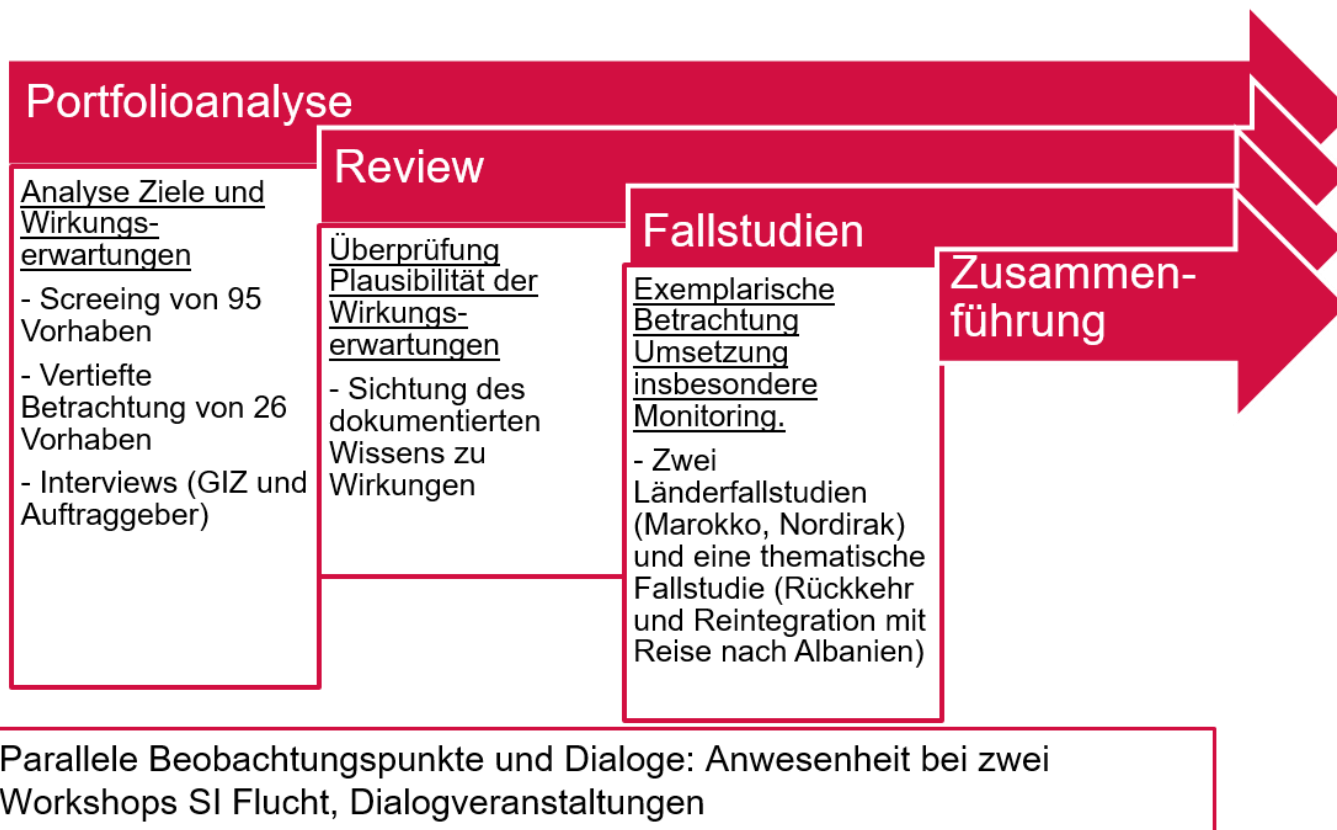 Portfolioanalyse
Analyse Ziele und
Wirkungs-
erwartungen
- Screeing von 95
Vorhaben
- Vertiefte
Betrachtung von 26
Vorhaben
- Interviews (GIZ und
Auftraggeber)
Review
Überprüfung
Plausibilität der
Wirkungs-
erwartungen
- Sichtung des
dokumentierten
Wissens zu
Wirkungen
Fallstudien
Exemplarische
Betrachtung
Umsetzung
insbesondere
Monitoring.
- Zwei
Länderfallstudien
(Marokko, Nordirak)
und eine thematische
Fallstudie (Rückkehr
und Reintegration mit
Reise nach Albanien)
Zusammen-
führung
Parallele Beobachtungspunkte und Dialoge: Anwesenheit bei zwei
Workshops SI Flucht, Dialogveranstaltungen